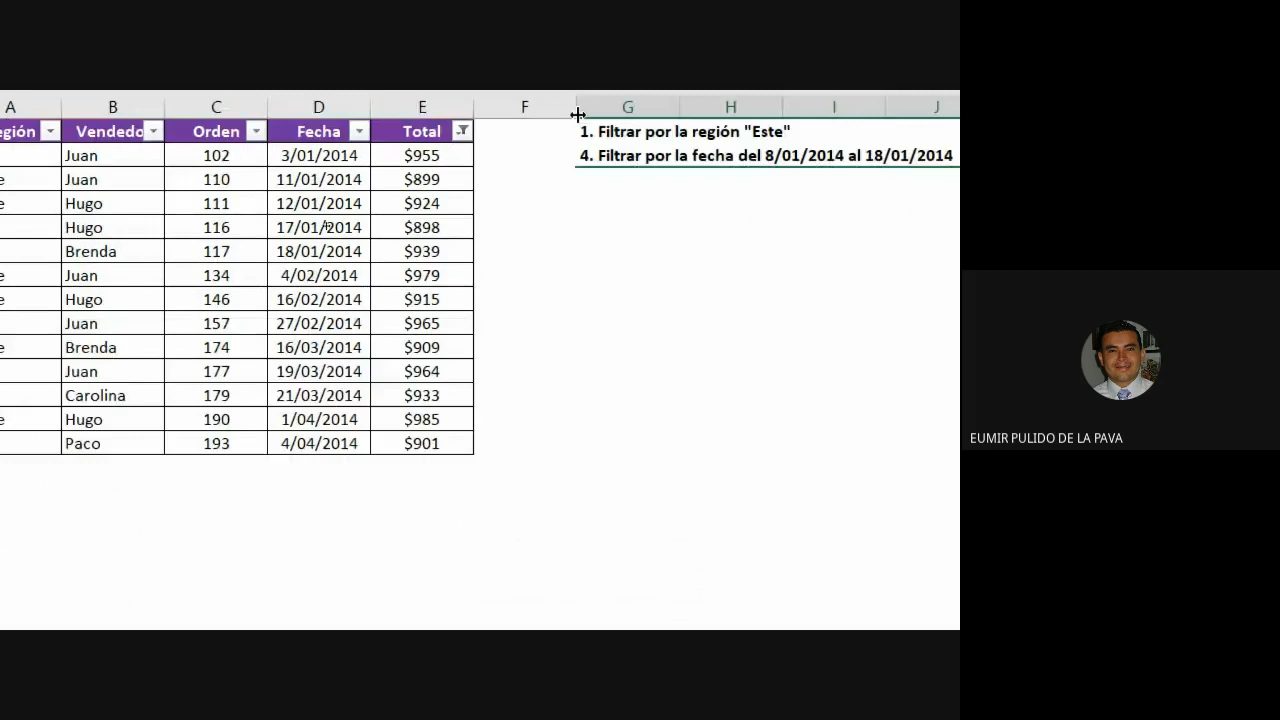 A B C D E F G H I J
egión Vendedo Orden Fecha Total 1. Filtrar por la región "Este"
Juan 102 3/01/2014 $955 4. Filtrar por la fecha del 8/01/2014 al 18/01/2014
e Juan 110 11/01/2014 $899
e Hugo 111 12/01/2014 $924
Hugo 116 17/01/2014 $898
Brenda 117 18/01/2014 $939
e Juan 134 4/02/2014 $979
e Hugo 146 16/02/2014 $915
Juan 157 27/02/2014 $965
e Brenda 174 16/03/2014 $909
Juan 177 19/03/2014 $964
Carolina 179 21/03/2014 $933
e Hugo 190 1/04/2014 $985
Paco 193 4/04/2014 $901
EUMIR PULIDO DE LA PAVA